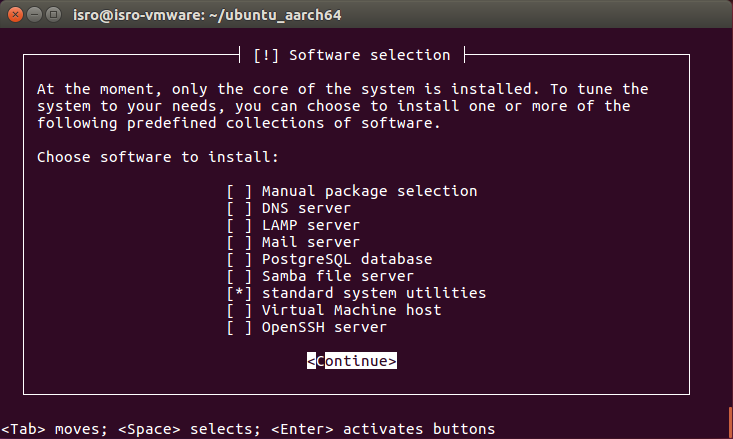 isro@isro-vmware: ~/ubuntu_aarch64
[!] Software selection
At the moment, only the core of the system is installed. To tune the
system to your needs, you can choose to install one or more of the
following predefined collections of software.
Choose software to install:
[ ] Manual package selection
[ ] DNS server
[ ] LAMP server
[ ] Mail server
[ ] PostgreSQL database
[ ] Samba file server
[*] standard system utilities
[ ] Virtual Machine host
[ ] OpenSSH server
<Continue>
<Tab> moves; <Space> selects; <Enter> activates buttons